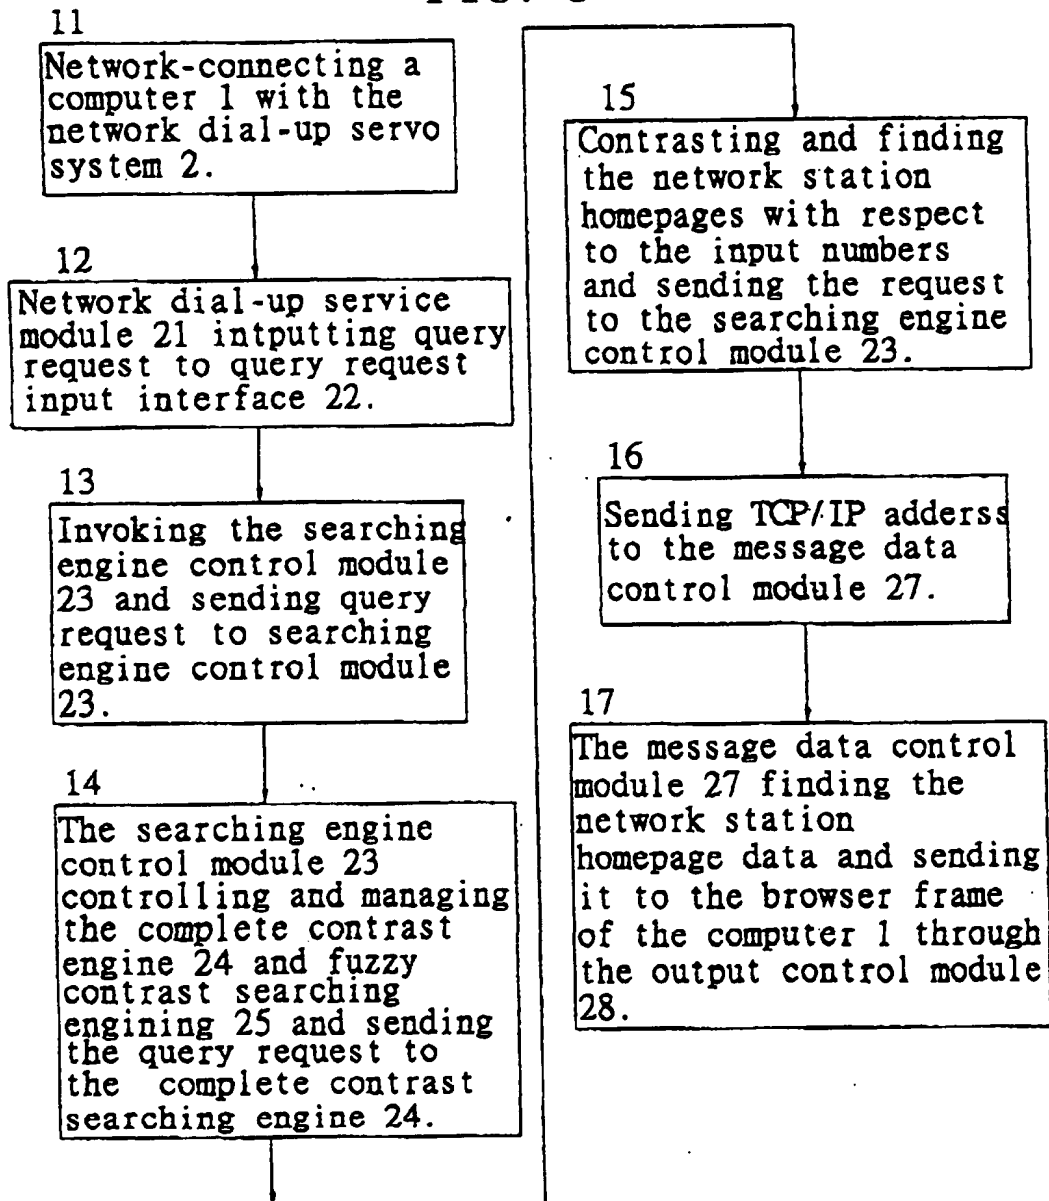 11
Network-connecting a
computer 1 with the
network dial-up servo
system 2.
12
Network dial-up service
module 21 intputting query
request to query request
input interface 22.
13
Invoking the searching
engine control module
23 and sending query
request to searching
engine control module
23.
14
The searching engine
control module 23
controlling and managing
the complete contrast
engine 24 and fuzzy
contrast searching
engining 25 and sending
the query request to
the complete contrast
searching engine 24.
15
Contrasting and finding
the network station
homepages with respect
to the input numbers
and sending the request
to the searching engine
control module 23.
16
Sending TCP/IP adderss
to the message data
control module 27.
17
The message data control
module 27 finding the
network station
homepage data and sending
it to the browser frame
of the computer 1 through
the output control module
28.